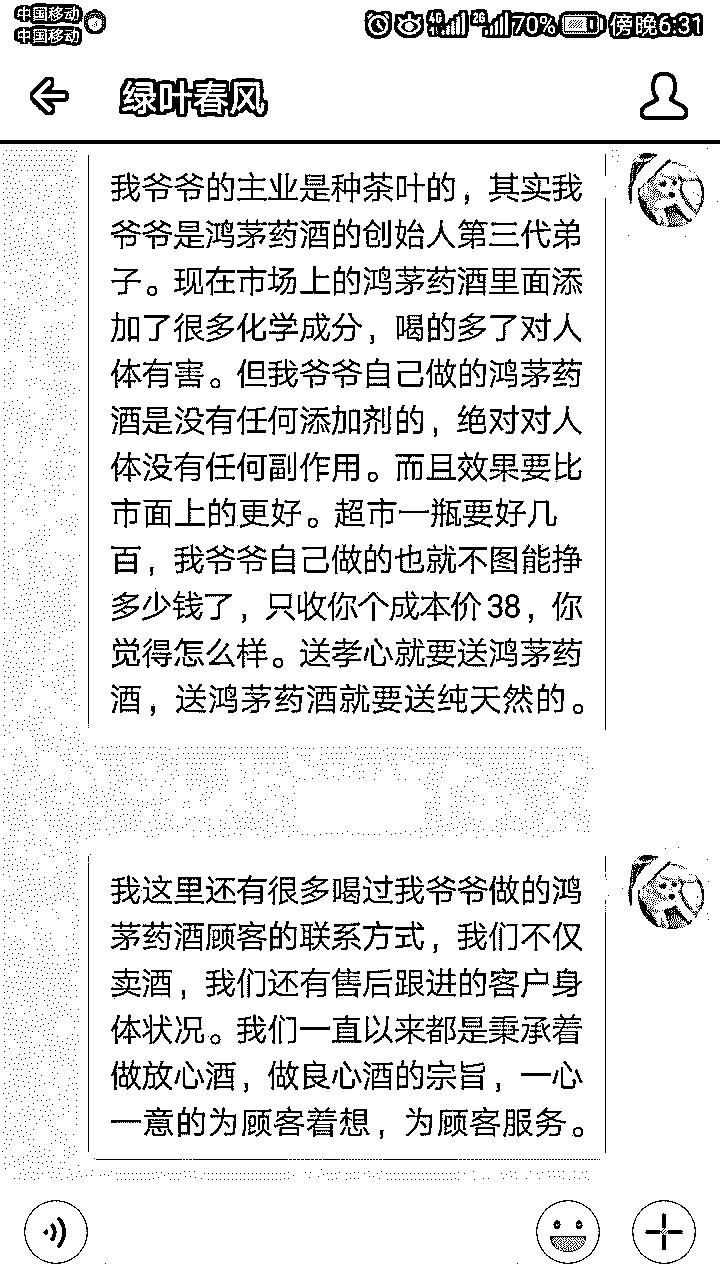 中国移动
中国移动
4G 2G 70% 傍晚6:31
绿叶春风
我爷爷的主业是种茶叶的，其实我
爷爷是鸿茅药酒的创始人第三代弟
子。现在市场上的鸿茅药酒里面添
加了很多化学成分，喝的多了对人
体有害。但我爷爷自己做的鸿茅药
酒是没有任何添加剂的，绝对对人
体没有任何副作用。而且效果要比
市面上的更好。超市一瓶要好几
百，我爷爷自己做的也就不图能挣
多少钱了，只收你个成本价38，你
觉得怎么样。送孝心就要送鸿茅药
酒，送鸿茅药酒就要送纯天然的。
我这里还有很多喝过我爷爷做的鸿
茅药酒顾客的联系方式，我们不仅
卖酒，我们还有售后跟进的客户身
体状况。我们一直以来都是秉承着
做放心酒，做良心酒的宗旨，一心
一意的为顾客着想，为顾客服务。